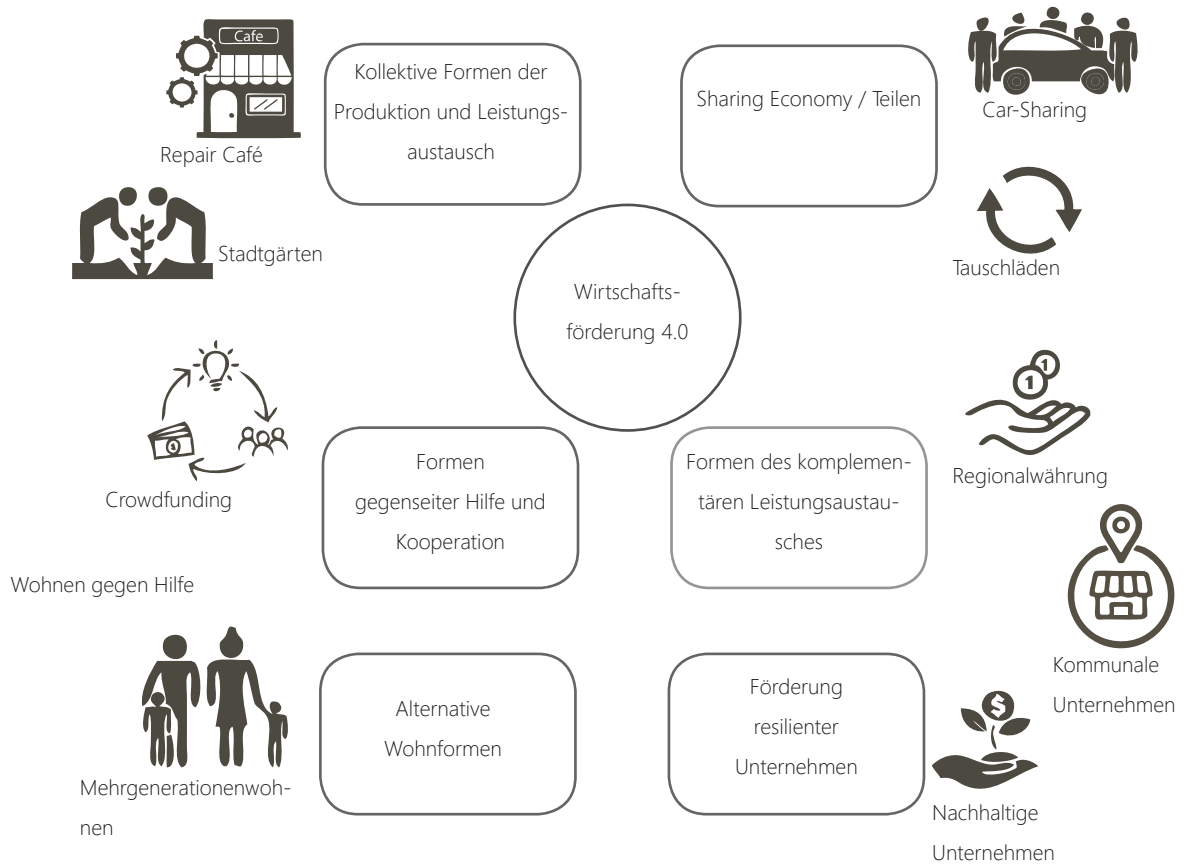 Cafe
Repair Café
Kollektive Formen der
Produktion und Leistungs-
austausch
Sharing Economy / Teilen
Car-Sharing
Stadtgärten
Tauschläden
Wirtschafts-
förderung 4.0
Crowdfunding
1
1
Regionalwährung
Formen
gegenseiter Hilfe und
Kooperation
Formen des komplemen-
tären Leistungsaustau-
sches
Wohnen gegen Hilfe
Kommunale
Unternehmen
Mehrgenerationenwoh-
nen
Alternative
Wohnformen
Förderung
resilienter
Unternehmen
$
Nachhaltige
Unternehmen